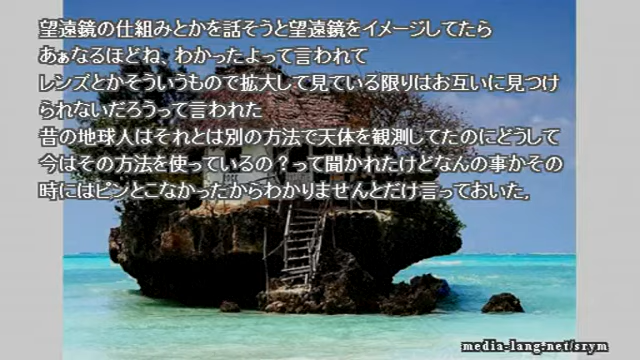 望遠鏡の仕組みとかを話そうと望遠鏡をイメージしてたら
あぁなるほどね、わかったよって言われて
レンズとかそういうもので拡大して見ている限りはお互いに見つけ
られないだろうって言われた
昔の地球人はそれとは別の方法で天体を観測してたのにどうして
今はその方法を使っているの?って聞かれたけどなんの事かその
時にはピンとこなかったからわかりませんとだけ言っておいた,
media-lang.net/srym